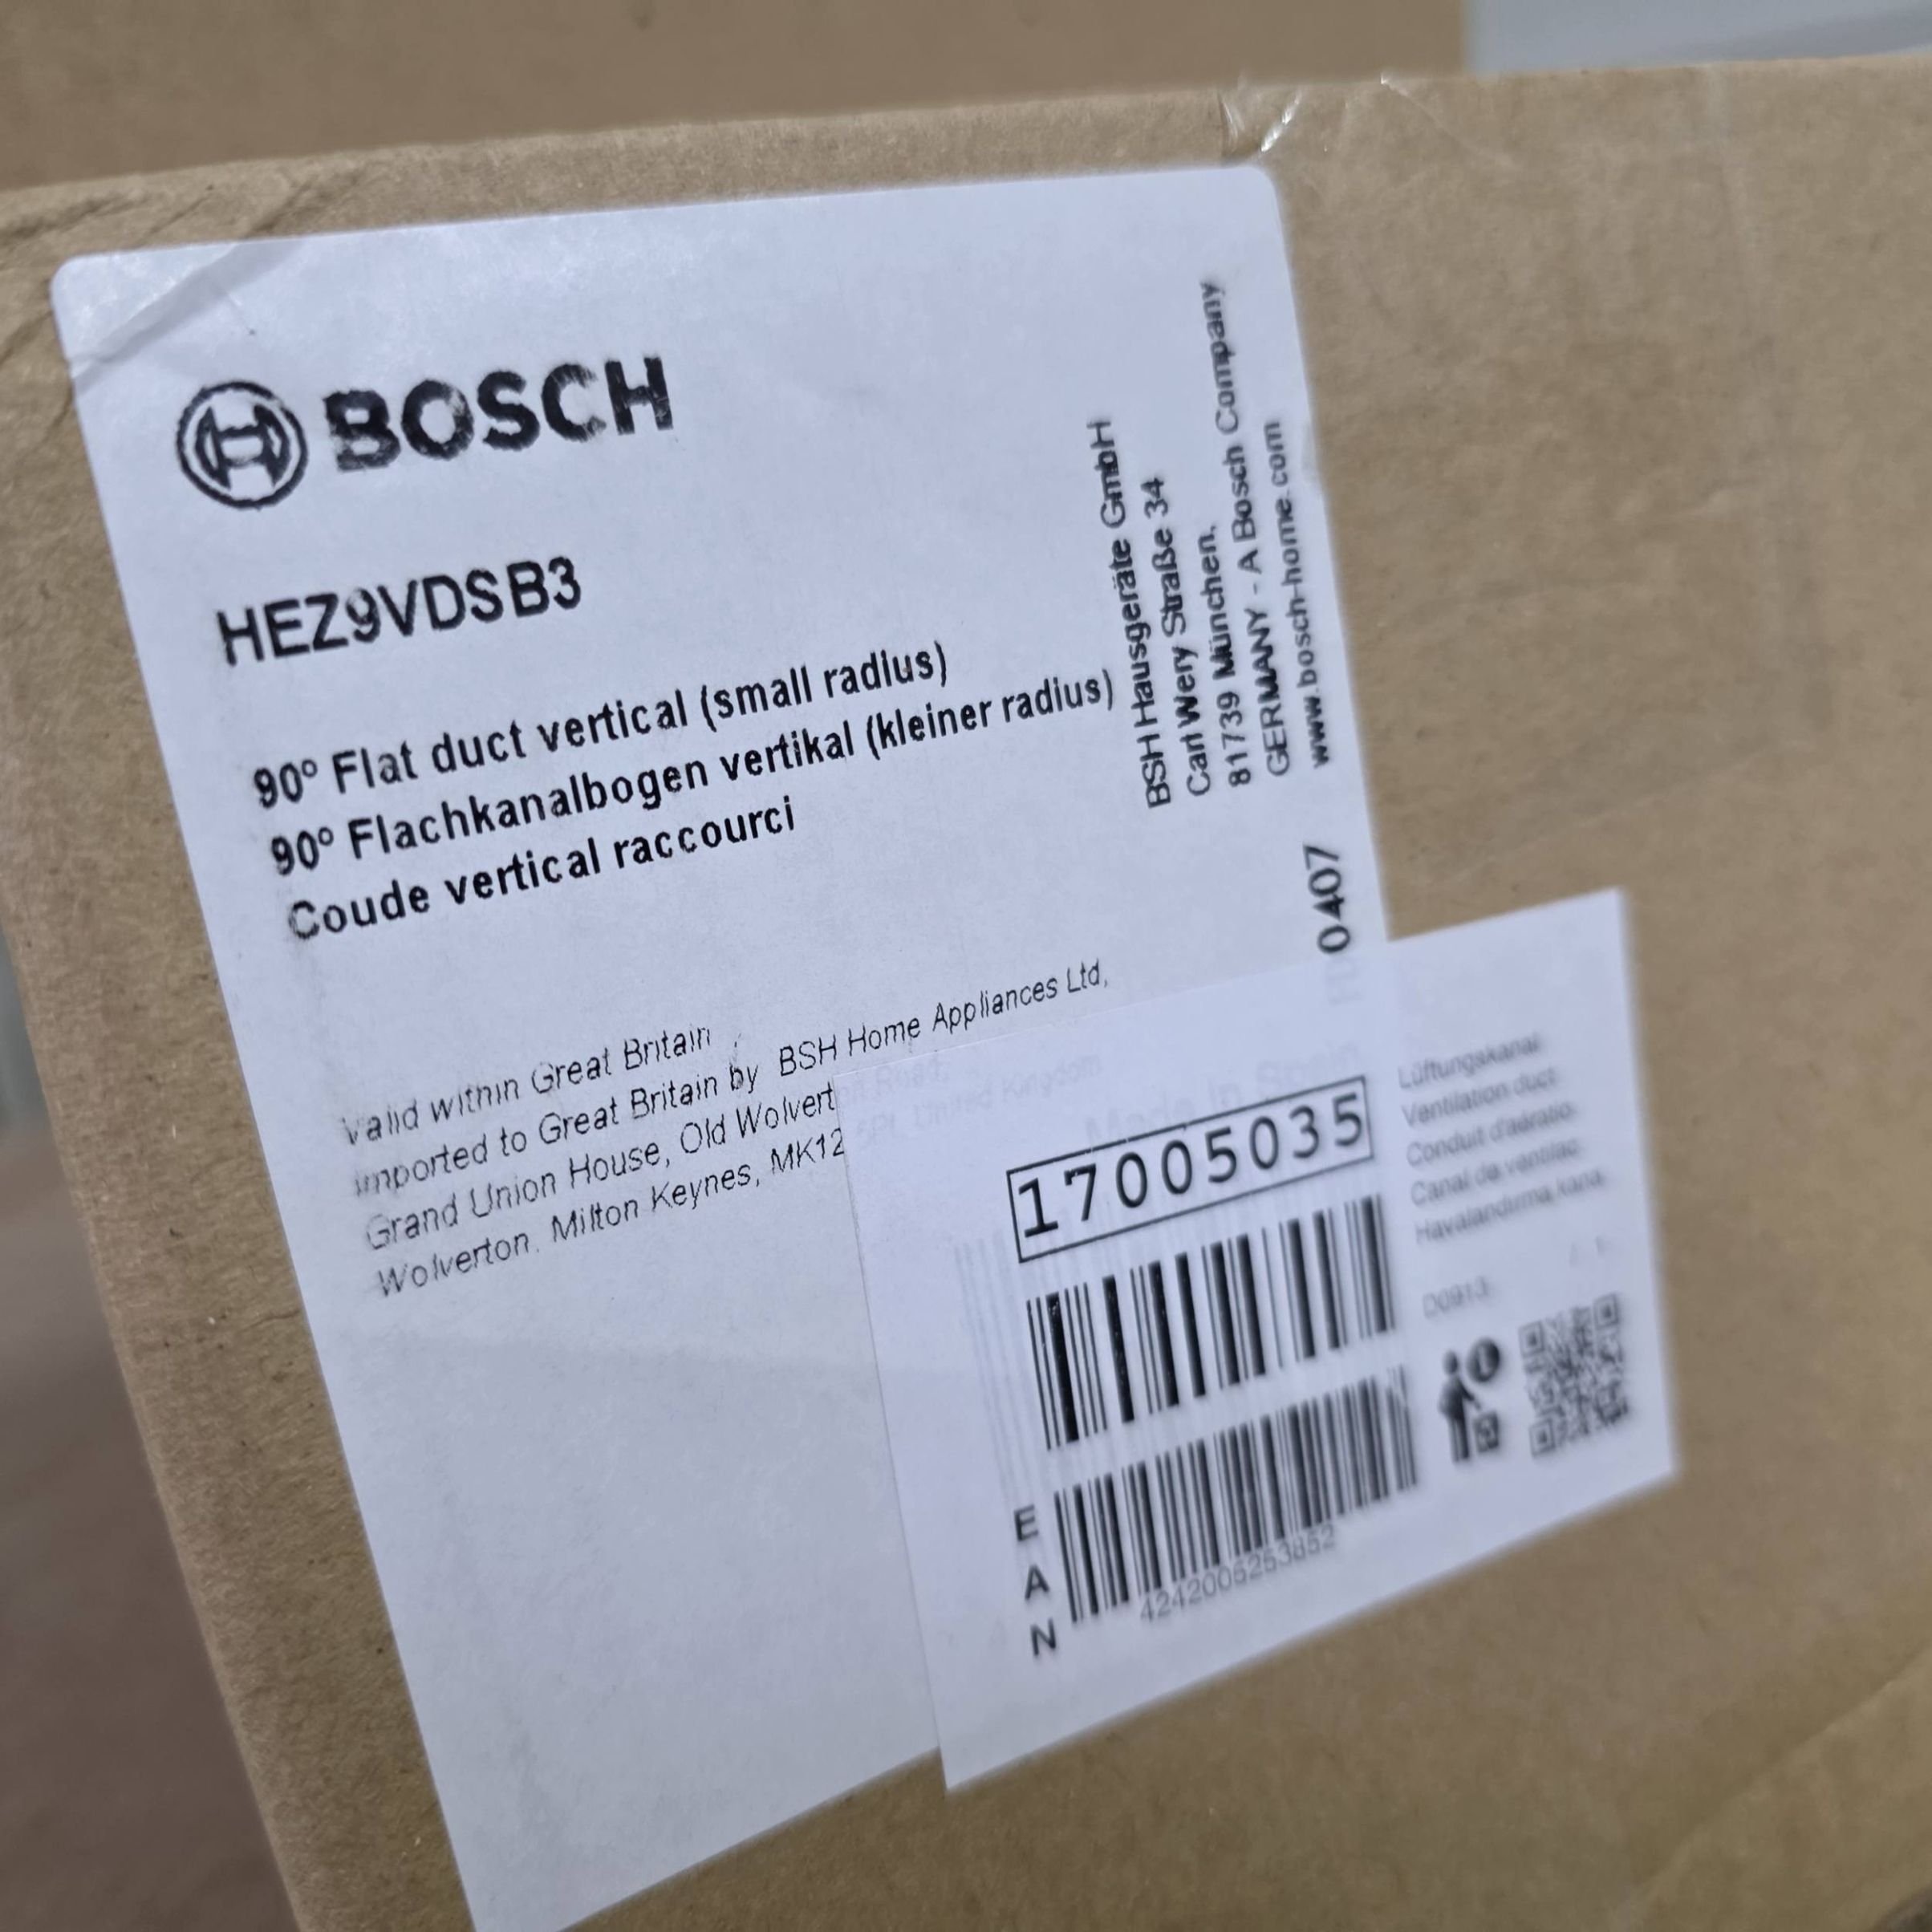 BOSCH
HEZ9VDSB3
90° Flat duct vertical (small radius)
90° Flachkanalbogen vertikal (kleiner radius)
Coude vertical raccourci
BSH Hausgeräte GmbH
Carl Wery Straße 34
81739 München,
GERMANY - A Bosch Company
www.bosch-home.com
0407
Valid within Great Britain
imported to Great Britain by BSH Home Appliances Ltd,
Grand Union House, Old Wolvert
Wolverton. Milton Keynes, MK12
17005035
Lüftungskanal
Ventilation duct
Conduit d'aératio
Canal de ventilac
Havalandırma kana
D0913
EAN
4242005253852